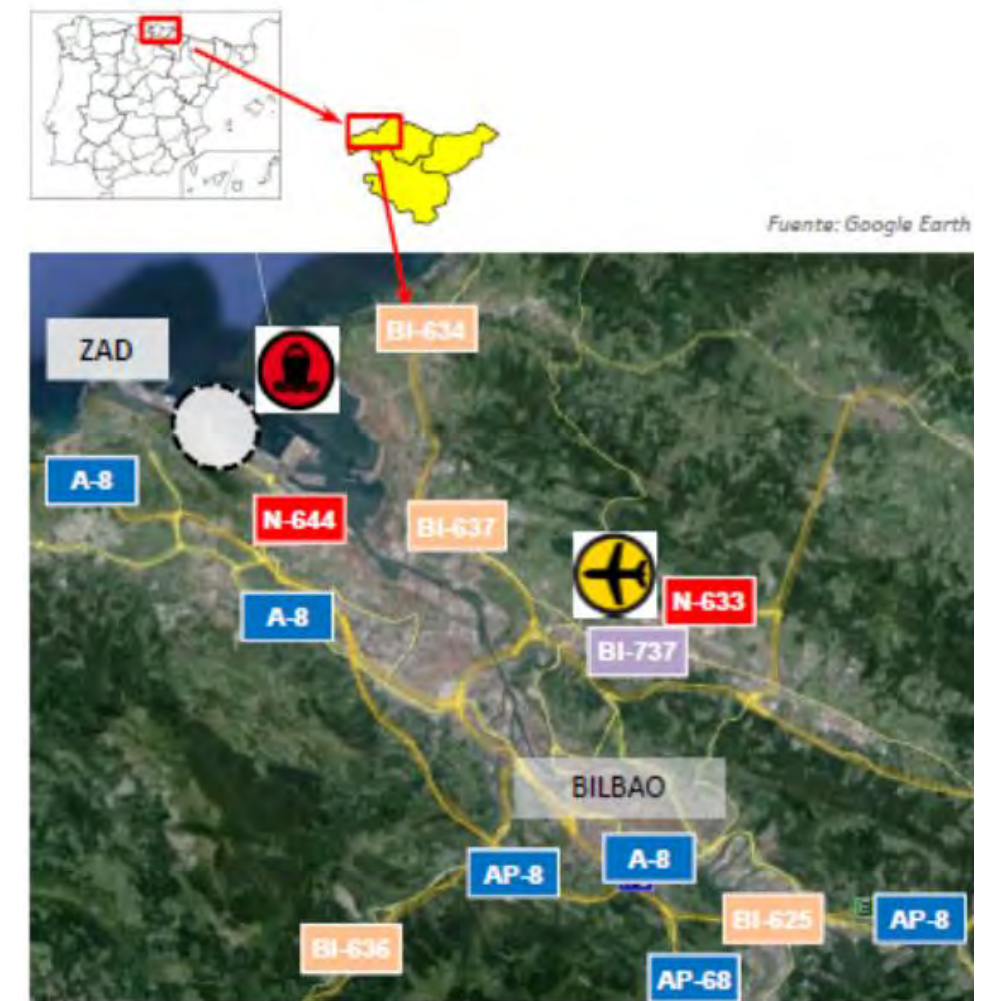 Fuente: Google Earth
BI-634
ZAD
A-8
N-644
BI-637
N-633
A-8
BI-737
BILBAO
A-8
AP-8
BI-625
AP-8
BI-636
AP-68